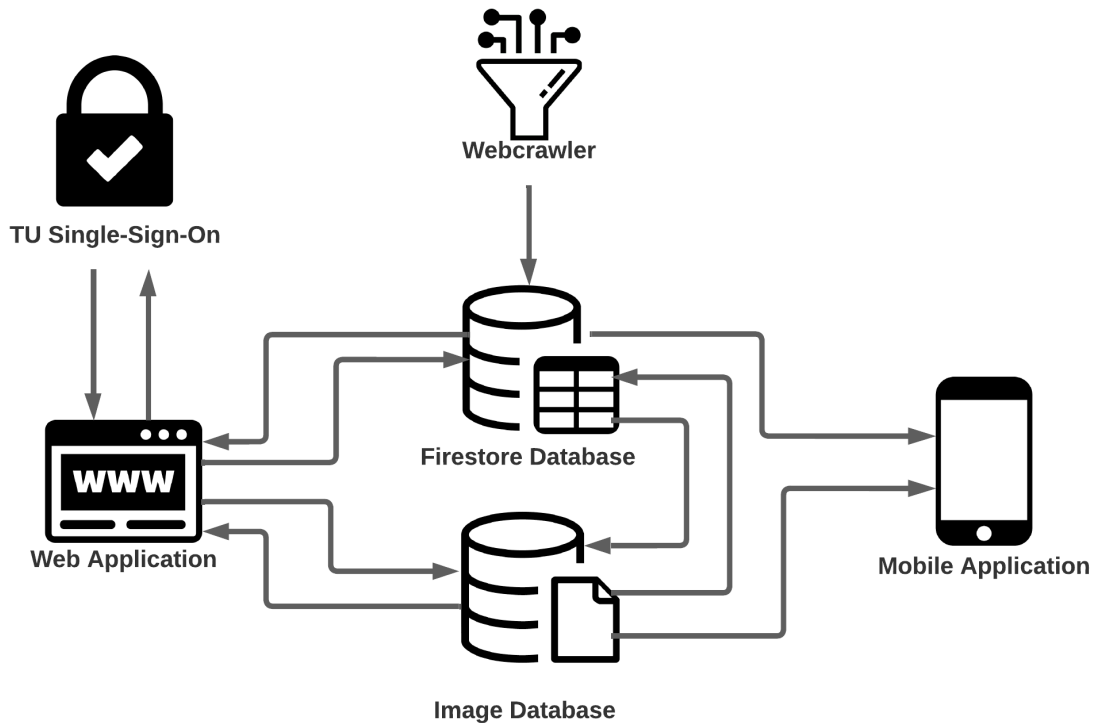 Webcrawler
TU Single-Sign-On
Firestore Database
www
Web Application
Mobile Application
Image Database